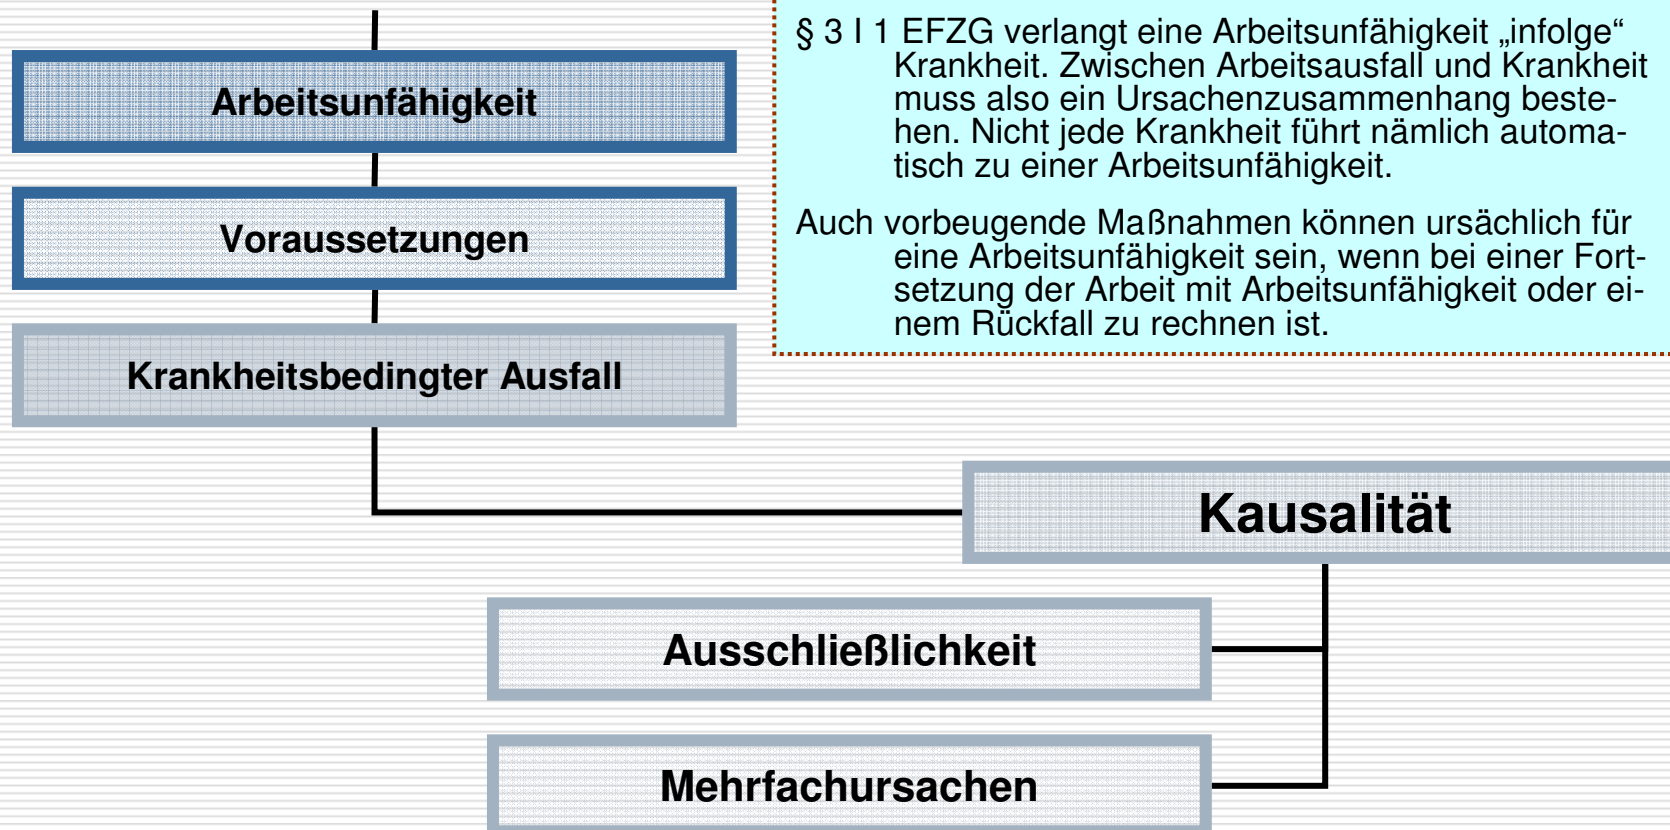 § 3 I 1 EFZG verlangt eine Arbeitsunfähigkeit „infolge“
Krankheit. Zwischen Arbeitsausfall und Krankheit
muss also ein Ursachenzusammenhang beste-
hen. Nicht jede Krankheit führt nämlich automa-
tisch zu einer Arbeitsunfähigkeit.
Auch vorbeugende Maßnahmen können ursächlich für
eine Arbeitsunfähigkeit sein, wenn bei einer Fort-
setzung der Arbeit mit Arbeitsunfähigkeit oder ei-
nem Rückfall zu rechnen ist.
Arbeitsunfähigkeit
Voraussetzungen
Krankheitsbedingter Ausfall
Kausalität
Ausschließlichkeit
Mehrfachursachen